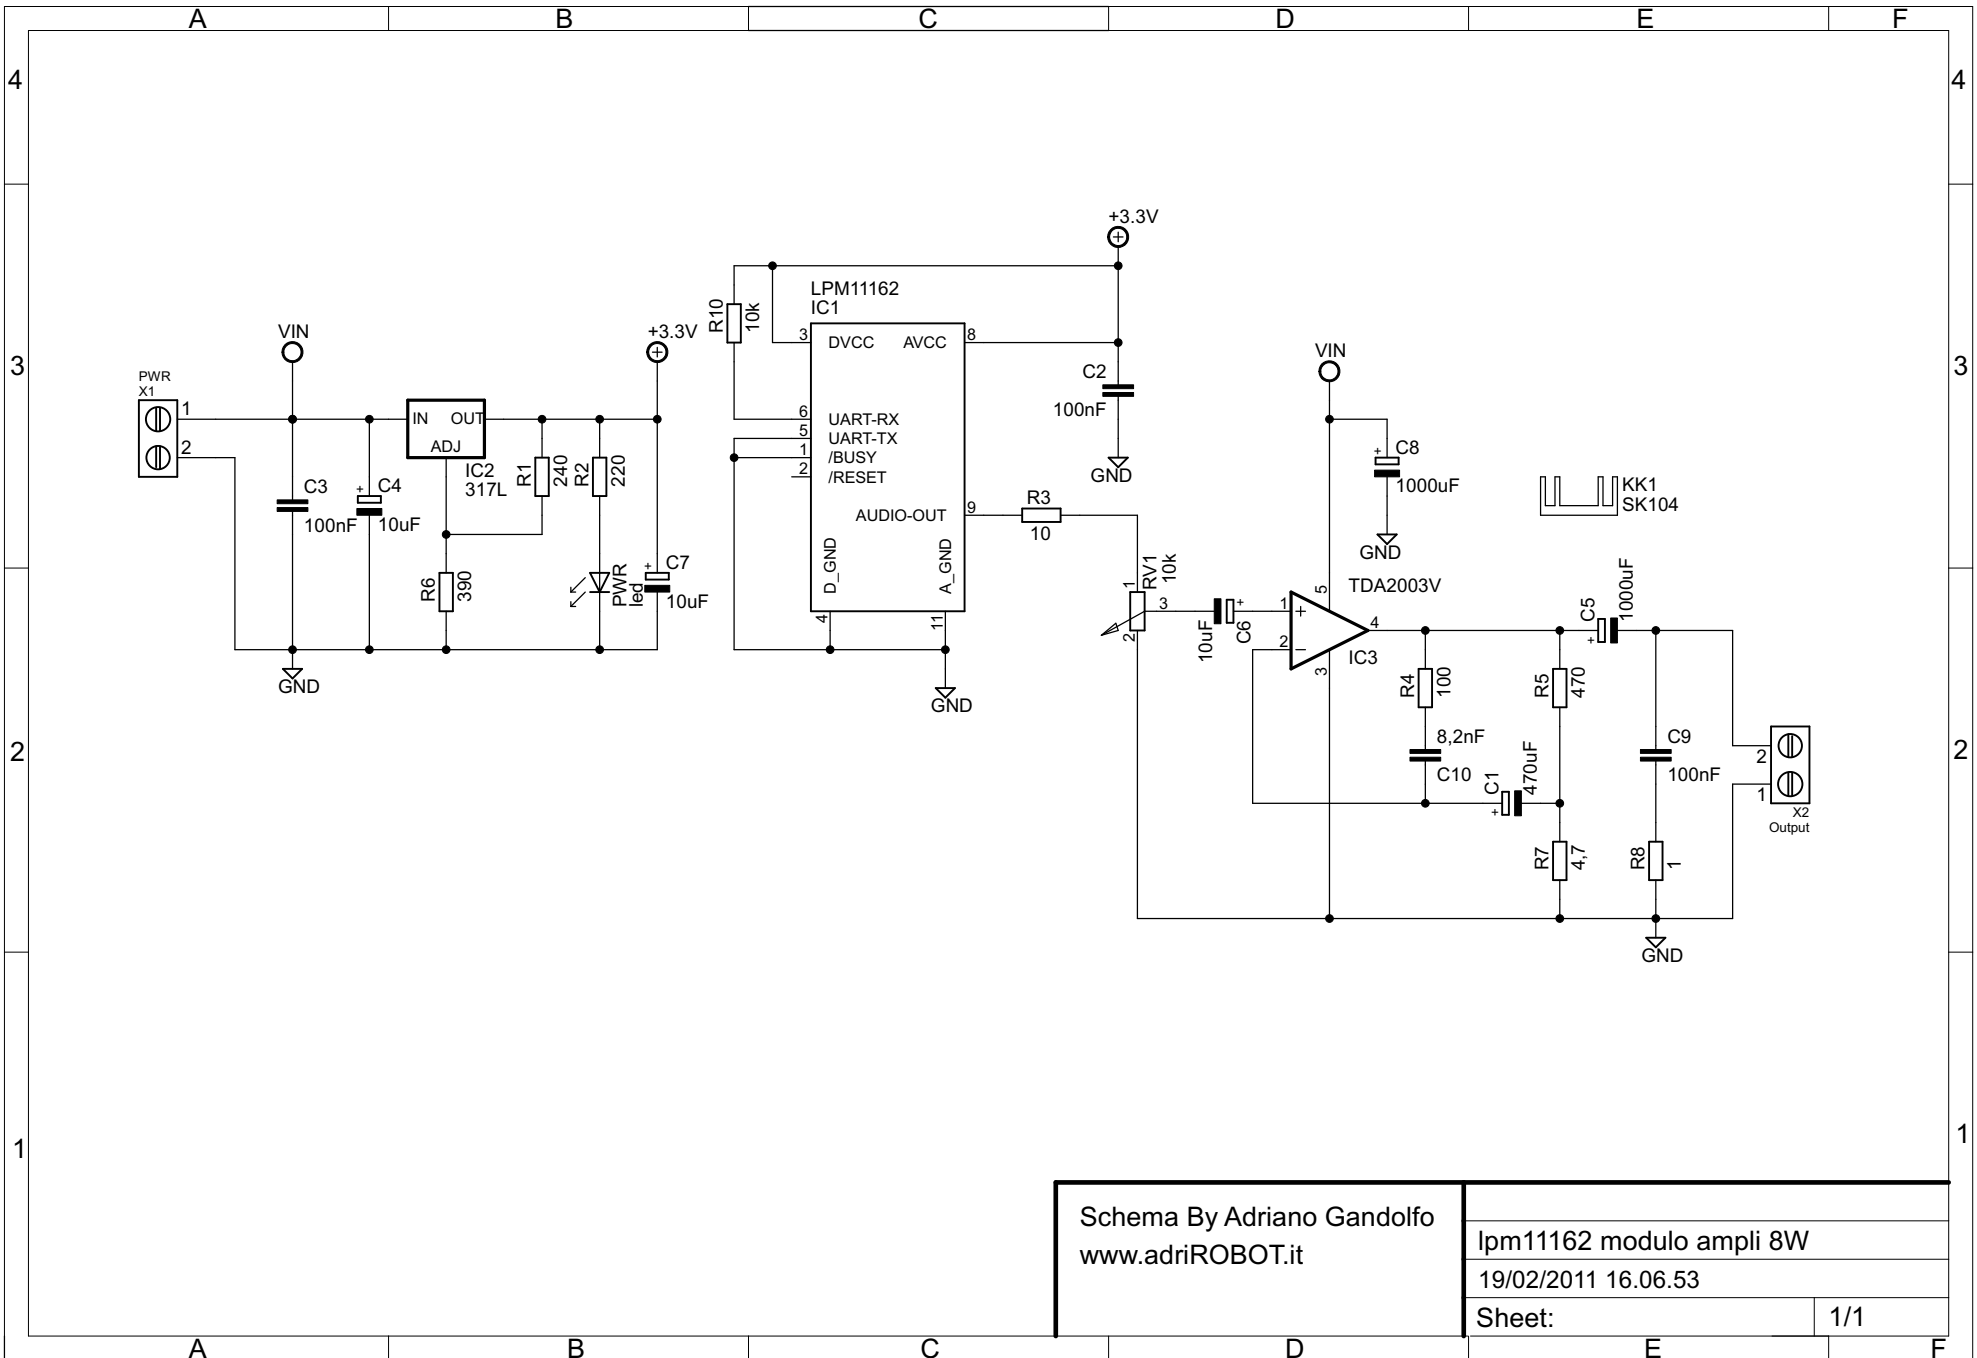 A B C D E F
4 4
3 3
2 2
1 1
PWR
X1
1
2
VIN
C3
100nF
+
C4
10uF
GND
IN OUT
ADJ
IC2
317L
R1
240
R2
220
R6
390
PWR
led
+3.3V
+
C7
10uF
R10
10k
LPM11162
IC1
3 DVCC AVCC 8
6 UART-RX
5 UART-TX
1 /BUSY
2 /RESET
AUDIO-OUT 9
D_GND
A_GND
4
11
GND
+3.3V
C2
100nF
GND
R3
10
RV1
10k
1
3
2
10uF
C6
+
VIN
+
C8
1000uF
GND
TDA2003V
5
1 +
2 −
4
3
IC3
KK1
SK104
R4
100
8,2nF
C10
R5
470
C1
+
470uF
R7
4,7
C5
+
1000uF
C9
100nF
R8
1
GND
2
1
X2
Output
Schema By Adriano Gandolfo
www.adriROBOT.it
lpm11162 modulo ampli 8W
19/02/2011 16.06.53
Sheet: 1/1
A B C D E F